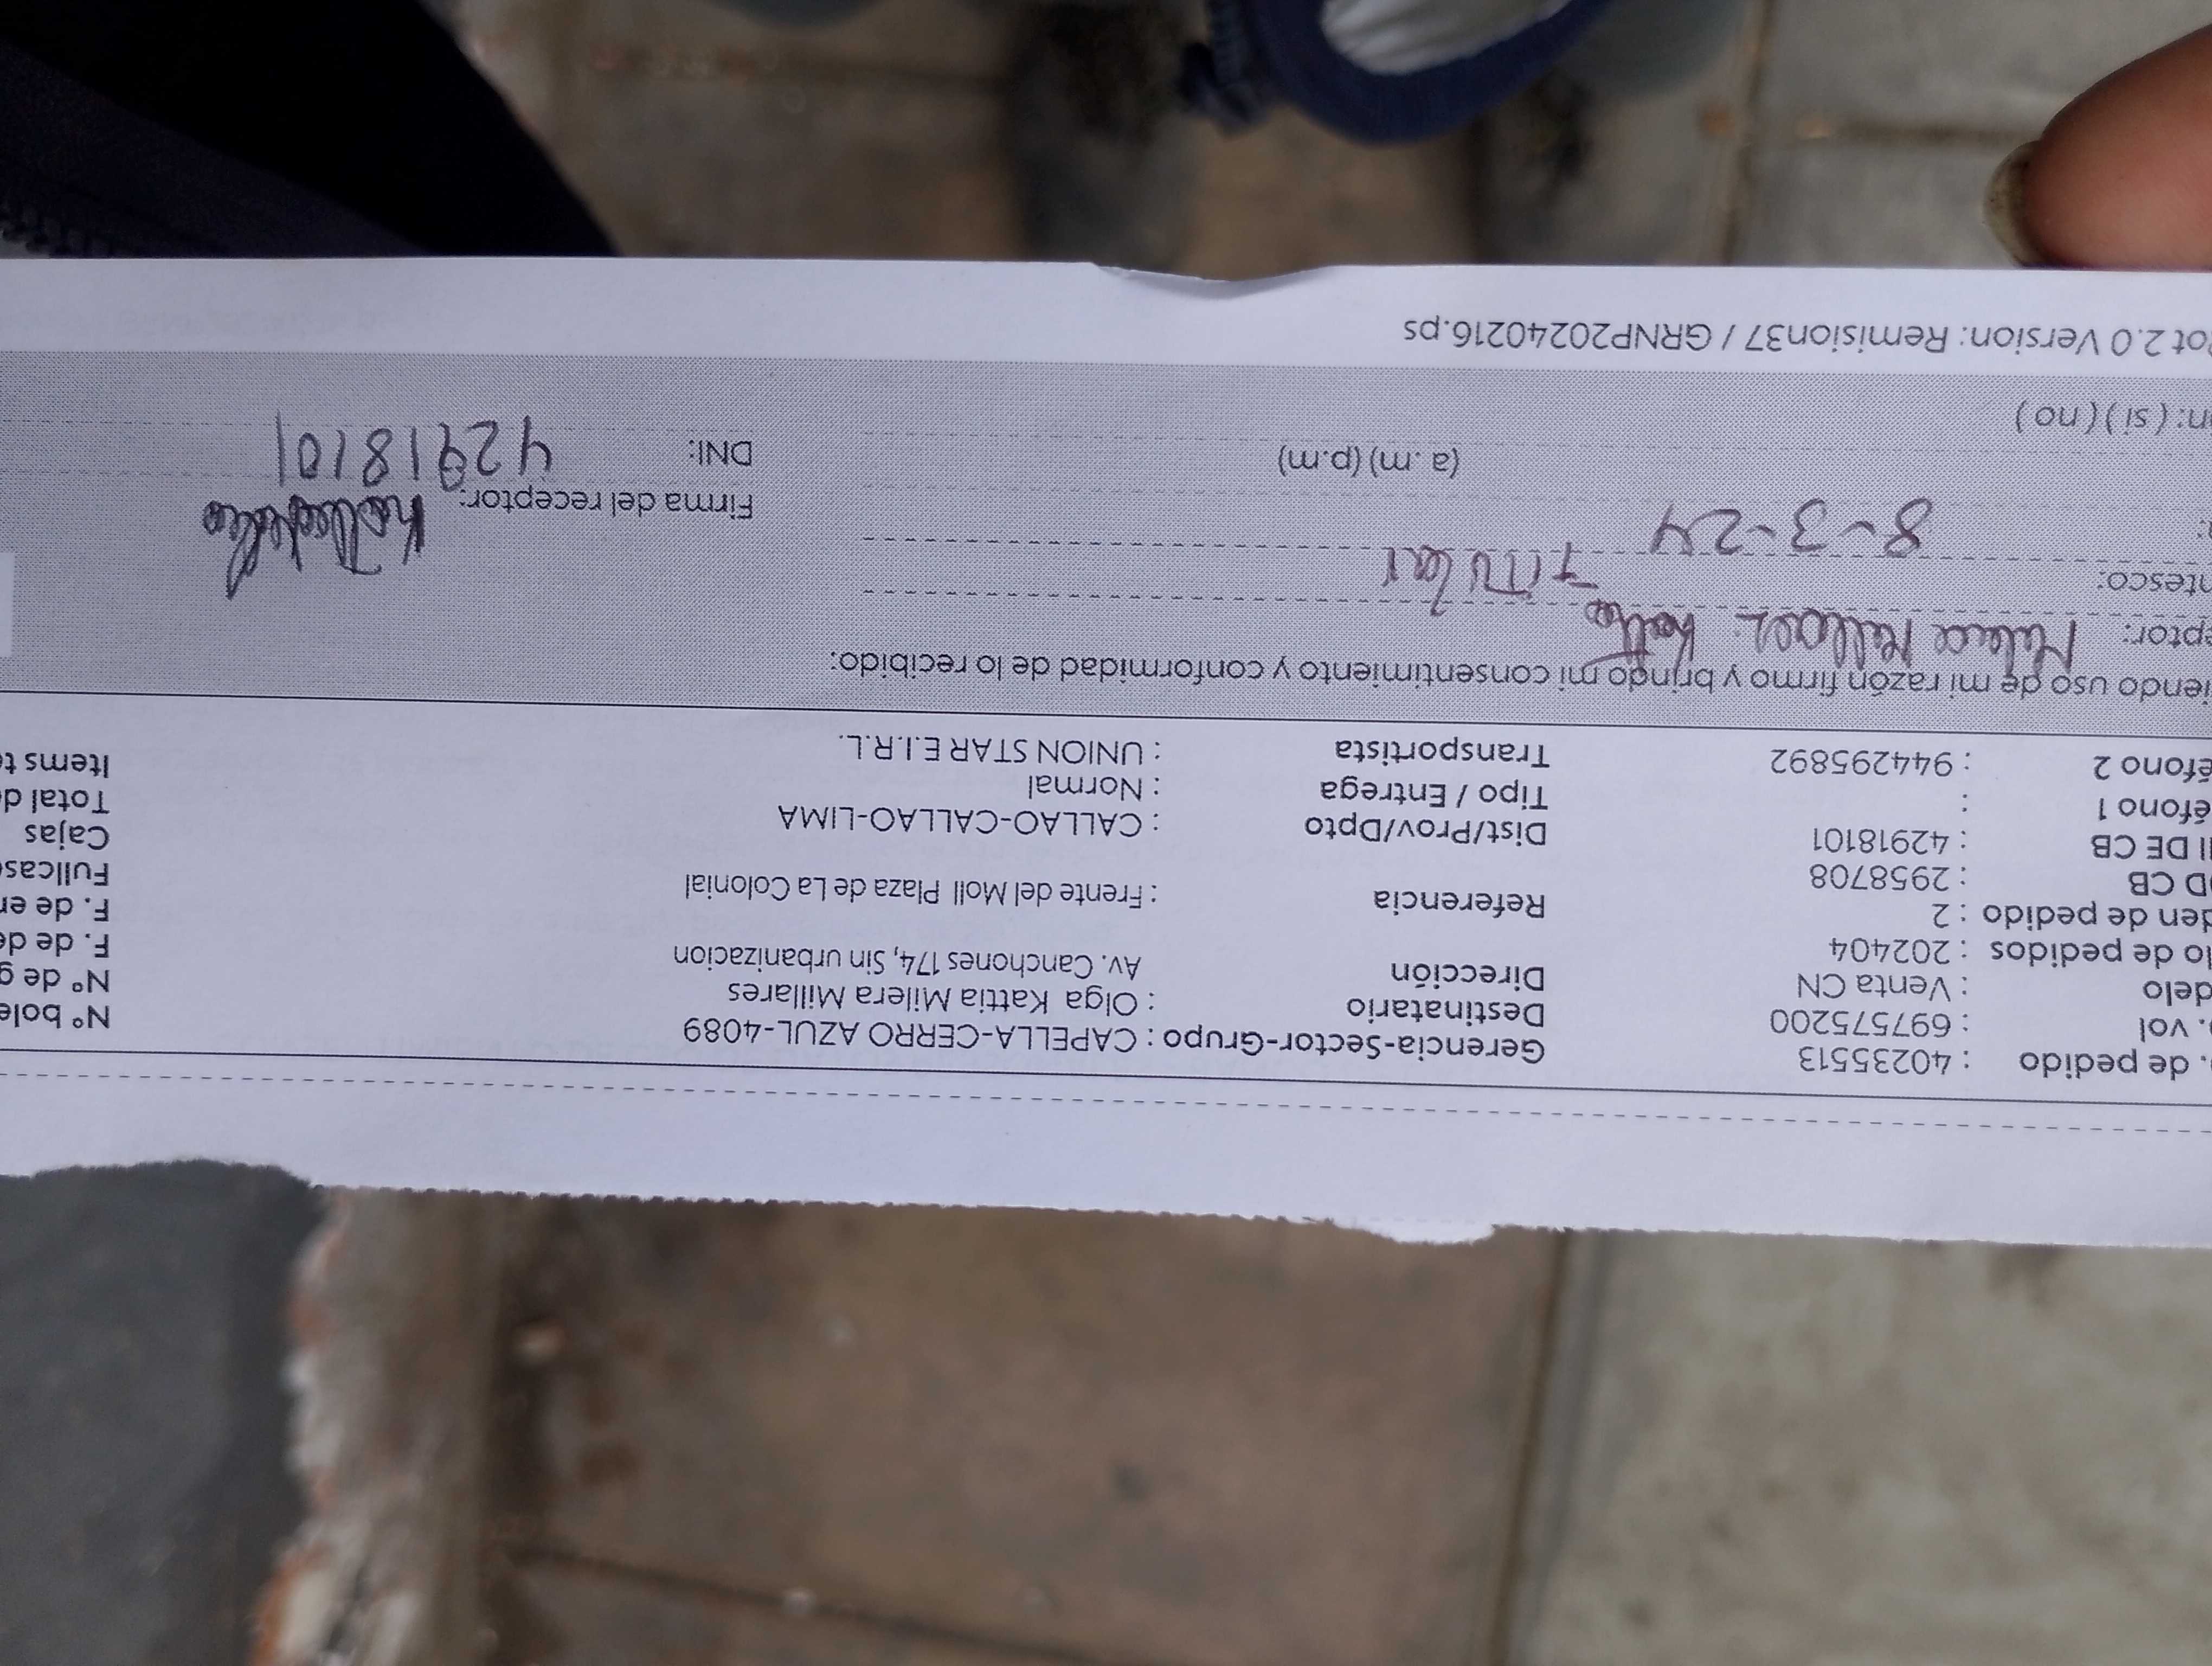 . de pedido : 40235513 Gerencia-Sector-Grupo : CAPELLA-CERRO AZUL-4089 Nº bole
. vol : 6975755200 Destinatario : Olga Kattia Milera Millares Nº de g
delo : Venta CN Dirección Av. Canchones 174, Sin urbanizacion F. de de
lo de pedidos : 202404 F. de en
den de pedido : 2 Referencia : Frente del Moll Plaza de La Colonial Fullcas
D CB : 2958708 Cajas
I DE CB : 42918101 Dist/Prov/Dpto : CALLAO-CALLAO-LIMA Total d
éfono 1 : Tipo / Entrega : Normal Items t
éfono 2 : 944295892 Transportista : UNION STAR E.I.R.L.
iendo uso de mi razón firmo y brindo mi consentimiento y conformidad de lo recibido:
eptor: Kattia
ntesco: Titular
: 8-3-24 Firma del receptor:
(a.m) (p.m) DNI: 42918101
n: ( si ) ( no )
Pot 2.0 Version: Remision37 / GRNP20240216.ps